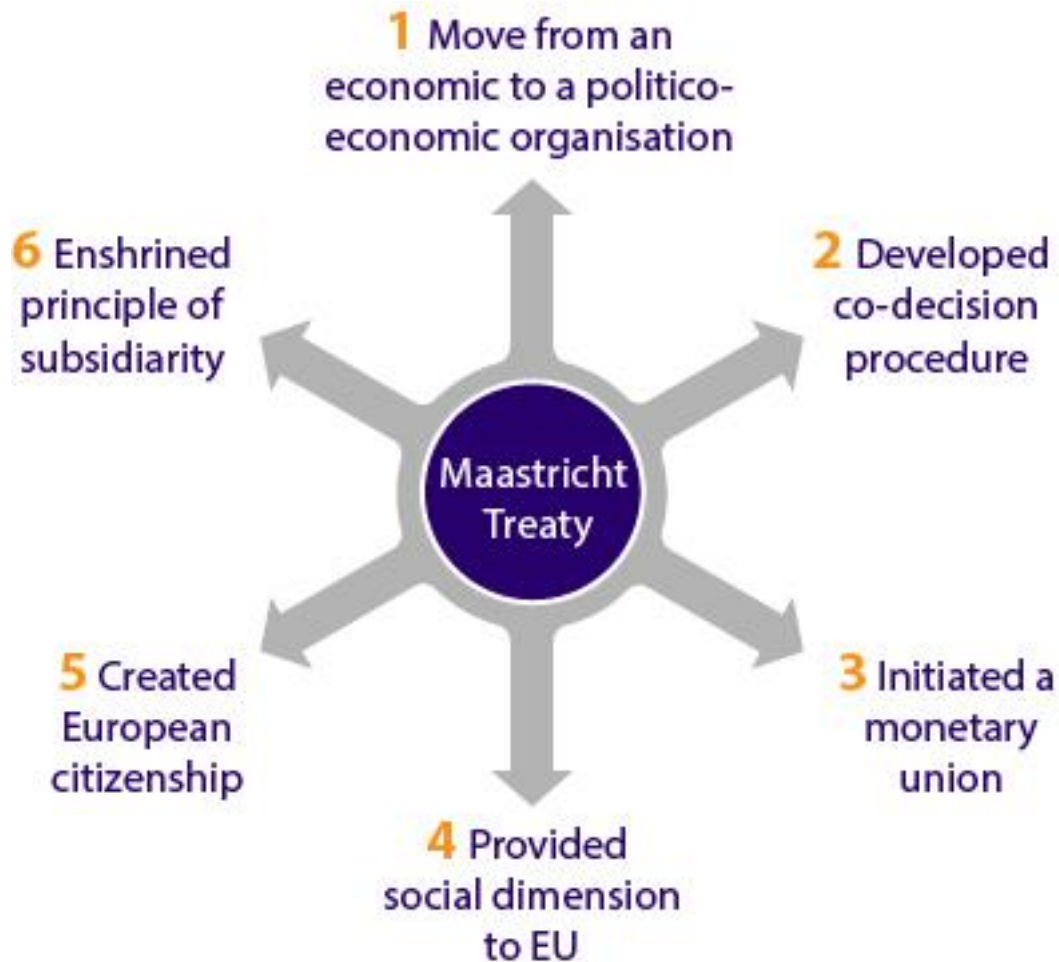 1 Move from an
economic to a politico-
economic organisation
2 Developed
co-decision
procedure
3 Initiated a
monetary
union
4 Provided
social dimension
to EU
5 Created
European
citizenship
6 Enshrined
principle of
subsidiarity
Maastricht
Treaty